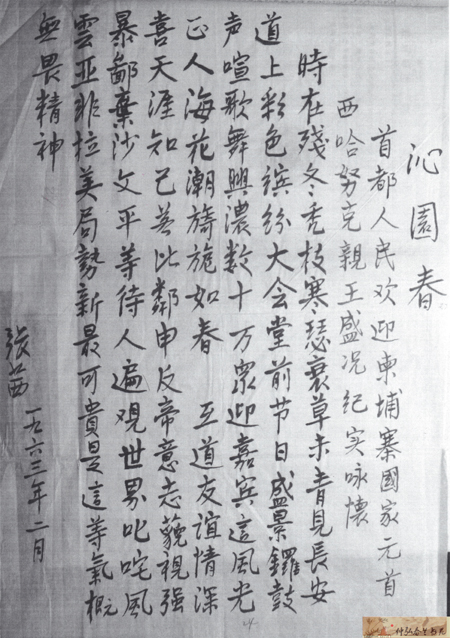 沁園春
首都人民欢迎柬埔寨國家元首
西哈努克親王盛况纪实咏懷
時在殘冬秃枝寒瑟衰草未青見長安
道上彩色缤纷大会堂前节日盛景鑼鼓
声喧歌舞興濃数十万衆迎嘉宾這風光
正人海花潮旖旎如春 互道友谊情深
喜天涯知己若比鄰申反帝意志藐視强
暴鄙棄沙文平等待人遍观世界叱咤風
雲亚非拉美局勢新最可貴是這等氣概
無畏精神
張茜 一九六三年二月